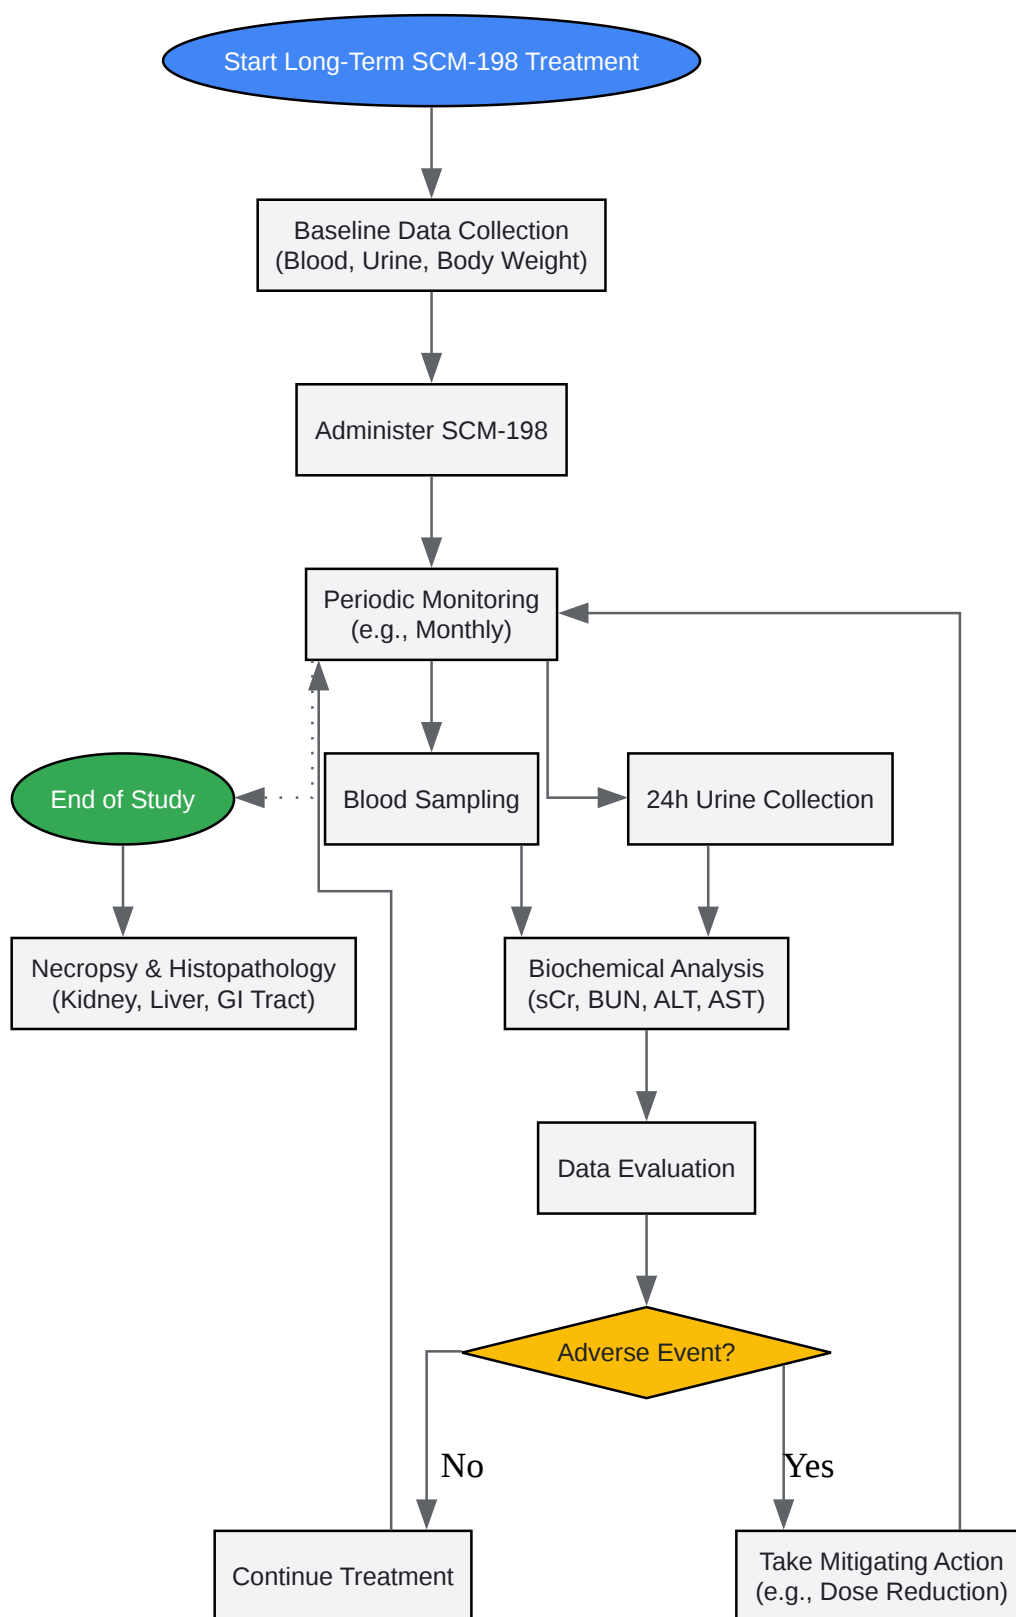 Start Long-Term SCM-198 Treatment
Baseline Data Collection
(Blood, Urine, Body Weight)
Administer SCM-198
Periodic Monitoring
(e.g., Monthly)
End of Study
Blood Sampling
24h Urine Collection
Necropsy & Histopathology
(Kidney, Liver, GI Tract)
Biochemical Analysis
(sCr, BUN, ALT, AST)
Data Evaluation
Adverse Event?
No
Yes
Continue Treatment
Take Mitigating Action
(e.g., Dose Reduction)